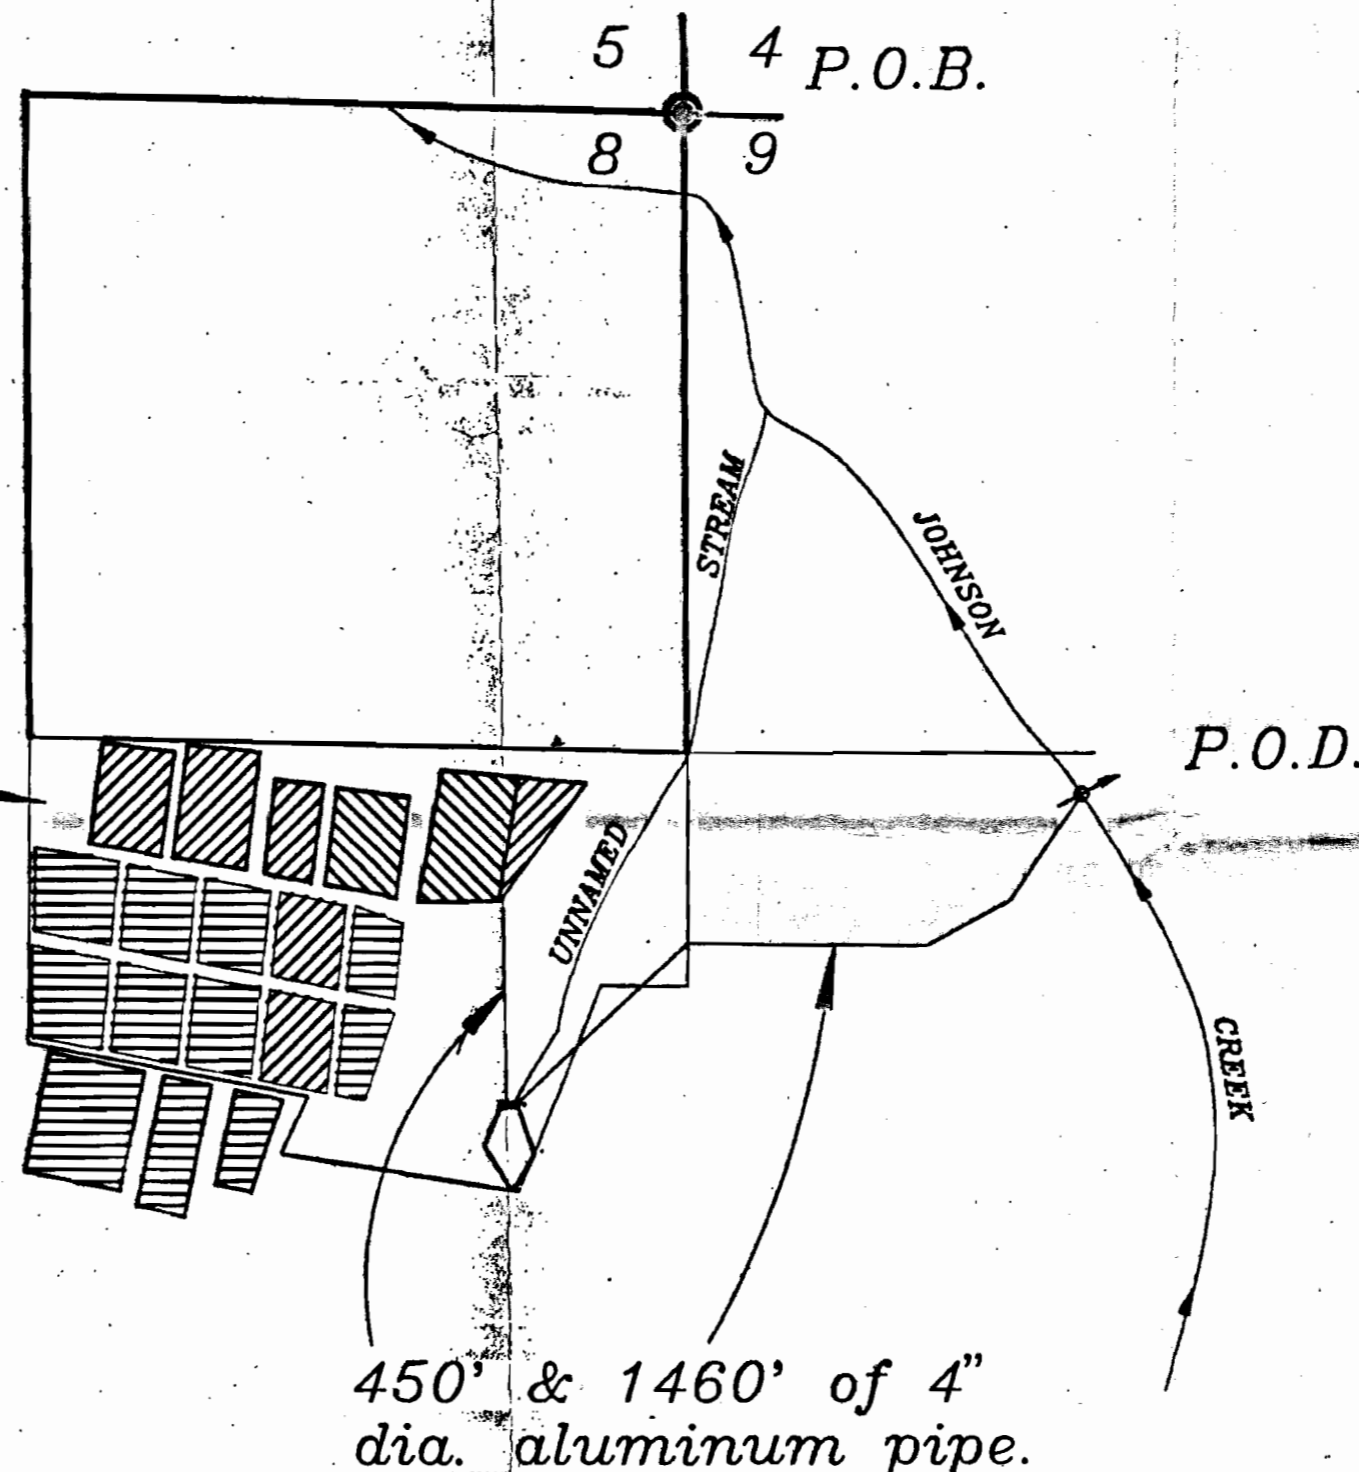 5 4 P.O.B.
8 9
STREAM
JOHNSON
P.O.D.
UNNAMED
CREEK
450' & 1460' of 4"
dia. aluminum pipe.